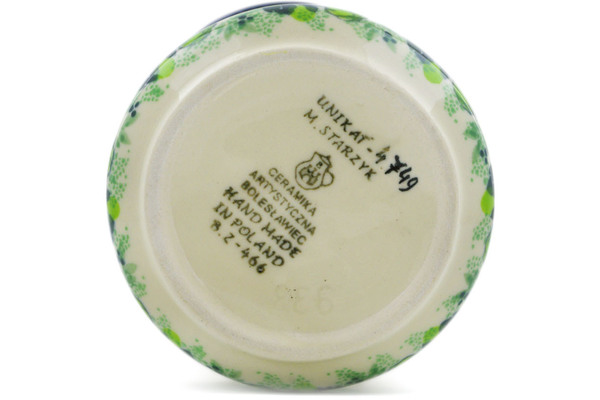 UNIKAT - 4749
M. STARZYK
CERAMIKA
ARTYSTYCZNA
BOLESŁAWIEC
HAND MADE
IN POLAND
B.Z - 466